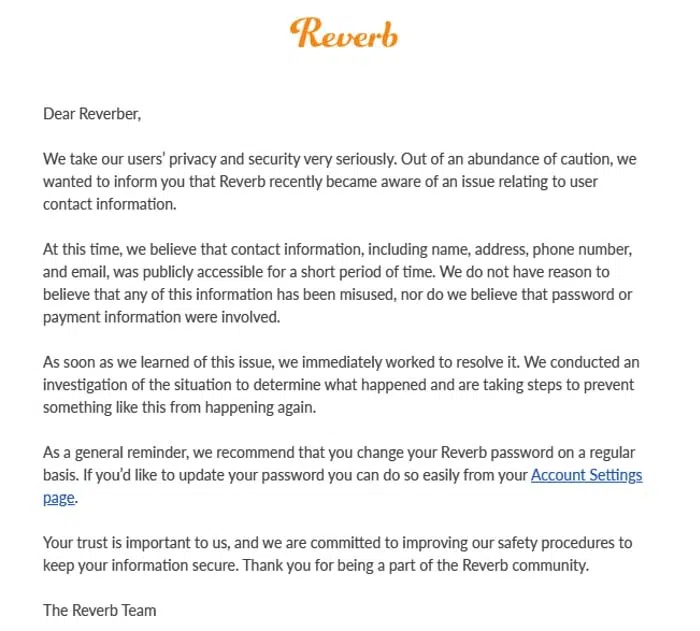 Reverb
Dear Reverber,
We take our users' privacy and security very seriously. Out of an abundance of caution, we
wanted to inform you that Reverb recently became aware of an issue relating to user
contact information.
At this time, we believe that contact information, including name, address, phone number,
and email, was publicly accessible for a short period of time. We do not have reason to
believe that any of this information has been misused, nor do we believe that password or
payment information were involved.
As soon as we learned of this issue, we immediately worked to resolve it. We conducted an
investigation of the situation to determine what happened and are taking steps to prevent
something like this from happening again.
As a general reminder, we recommend that you change your Reverb password on a regular
basis. If you'd like to update your password you can do so easily from your Account Settings
page.
Your trust is important to us, and we are committed to improving our safety procedures to
keep your information secure. Thank you for being a part of the Reverb community.
The Reverb Team